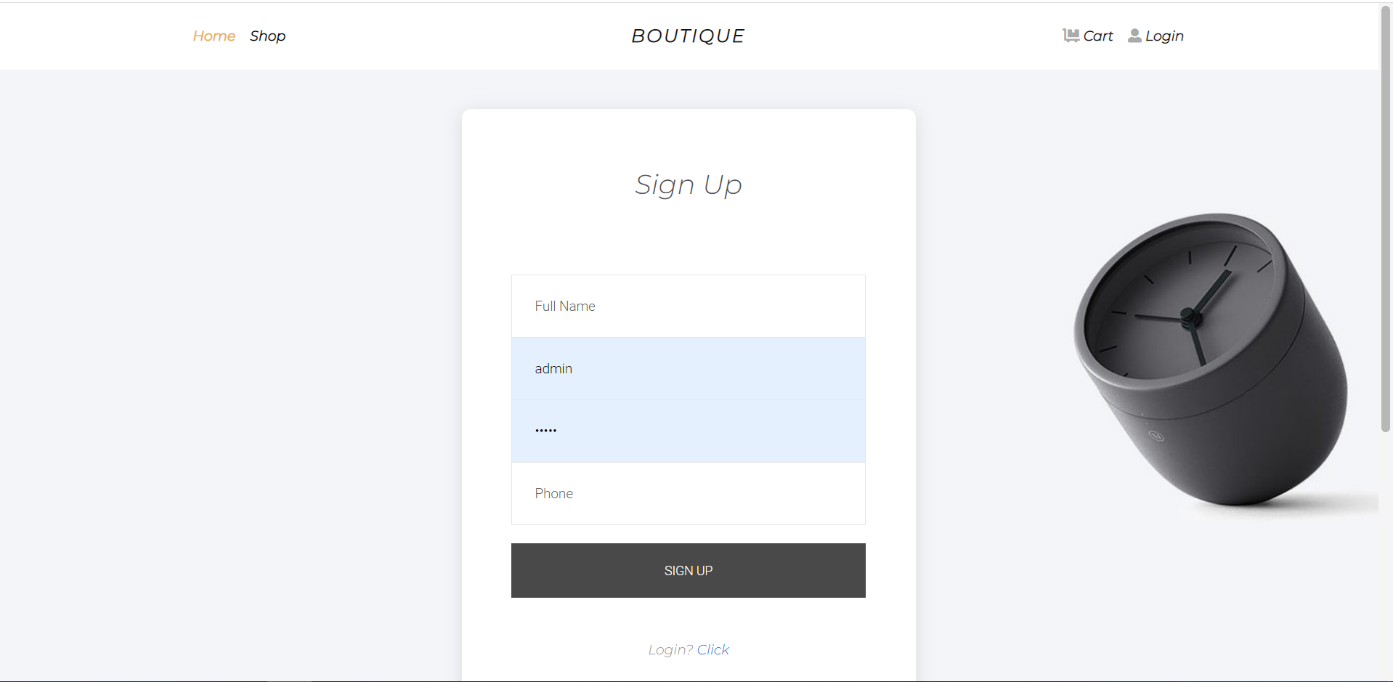 Home Shop BOUTIQUE Cart Login
Sign Up
Full Name
admin
•••••
Phone
SIGN UP
Login? Click